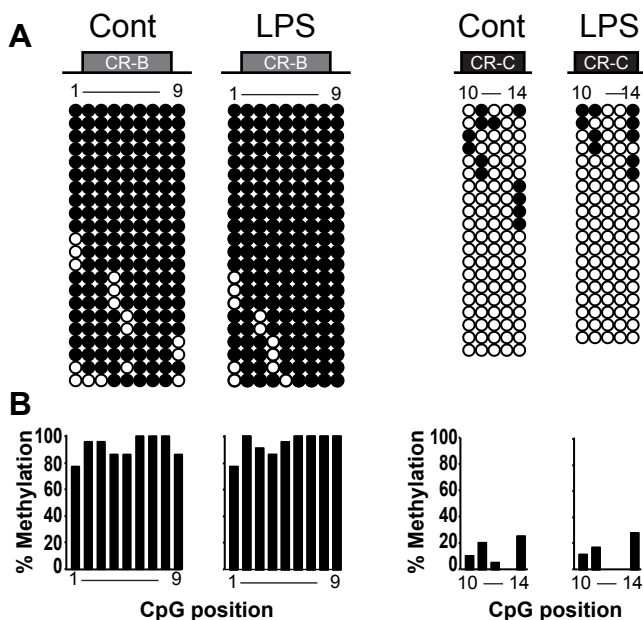 A
Cont LPS Cont LPS
CR-B CR-B CR-C CR-C
1 9 1 9 10 14 10 14
B
% Methylation
100
80
60
40
20
0
1 9 1 9
CpG position
% Methylation
100
80
60
40
20
0
10 14 10 14
CpG position